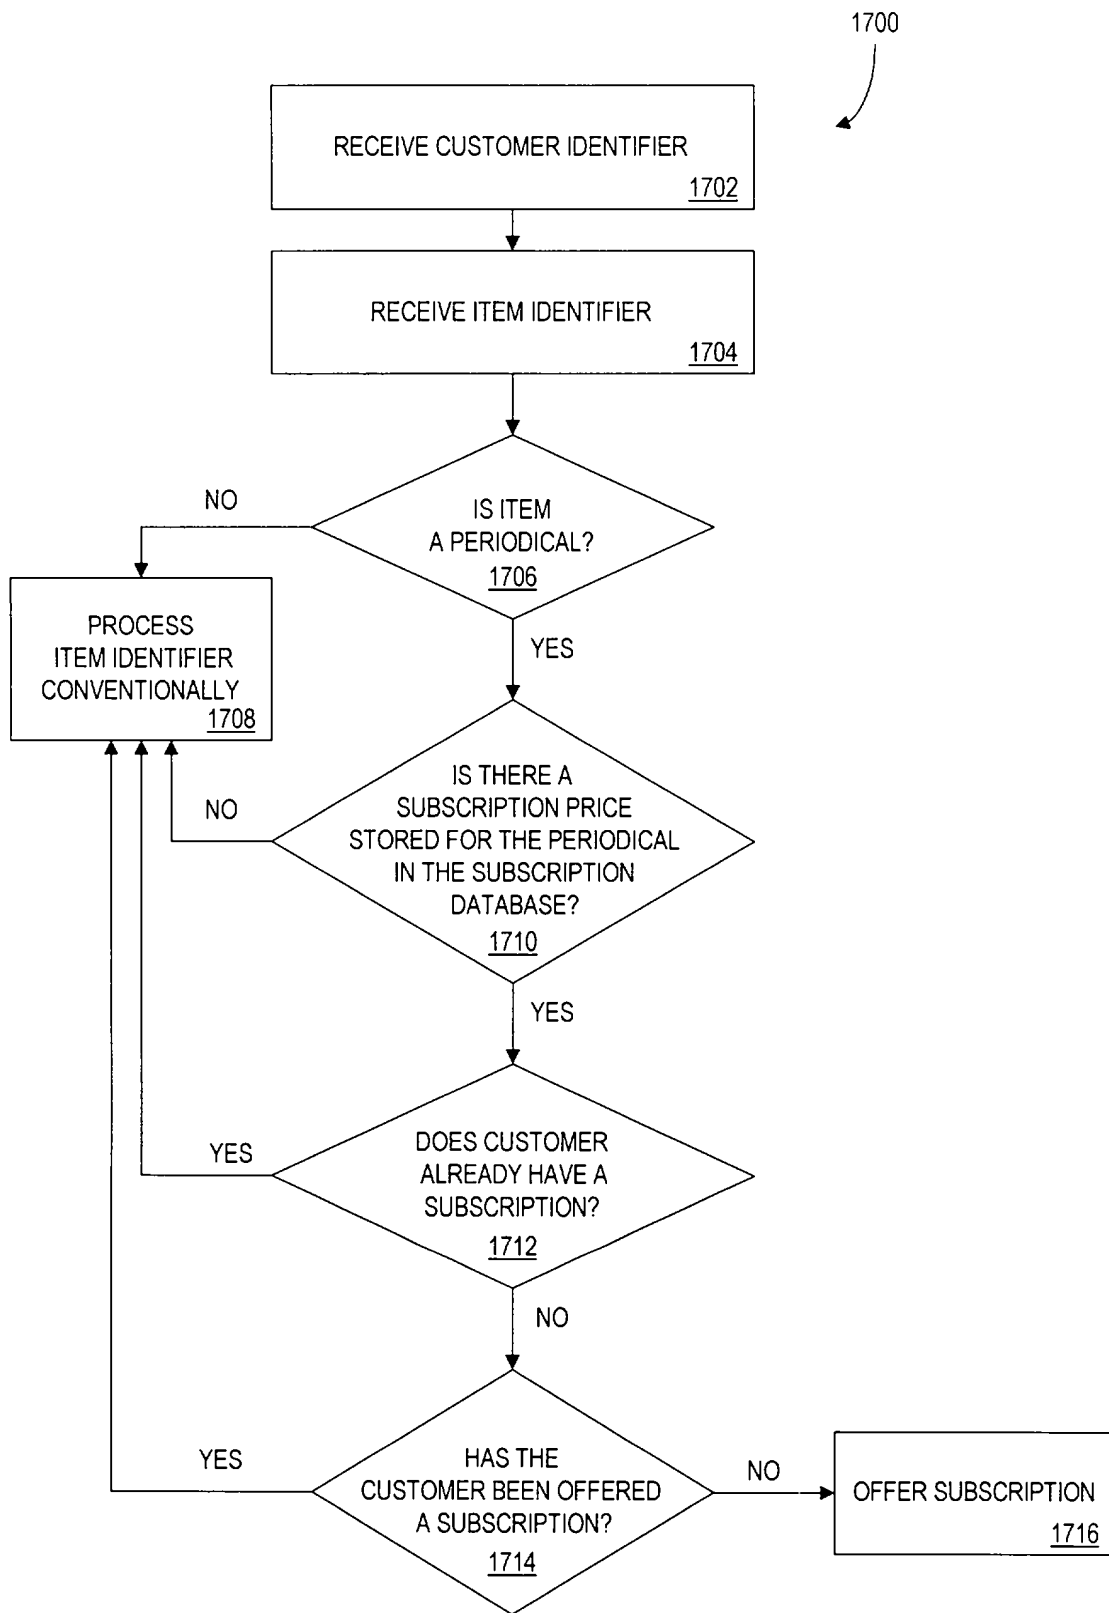 1700
RECEIVE CUSTOMER IDENTIFIER
1702
RECEIVE ITEM IDENTIFIER
1704
NO
IS ITEM
A PERIODICAL?
1706
PROCESS
ITEM IDENTIFIER
CONVENTIONALLY
1708
YES
NO
IS THERE A
SUBSCRIPTION PRICE
STORED FOR THE PERIODICAL
IN THE SUBSCRIPTION
DATABASE?
1710
YES
YES
DOES CUSTOMER
ALREADY HAVE A
SUBSCRIPTION?
1712
NO
YES
HAS THE
CUSTOMER BEEN OFFERED
A SUBSCRIPTION?
1714
NO
OFFER SUBSCRIPTION
1716